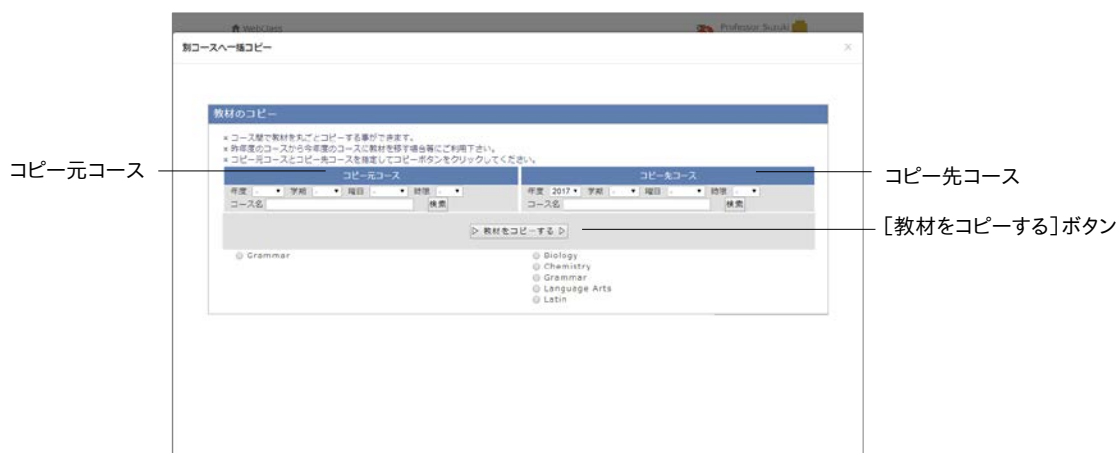 WebClass
Professor Suzuki
別コースへ一括コピー
×
教材のコピー
※ コース間で教材を丸ごとコピーする事ができます。
※ 昨年度のコースから今年度のコースに教材を移す場合等にご利用下さい。
※ コピー元コースとコピー先コースを指定してコピーボタンをクリックしてください。
コピー元コース
コピー元コース
コピー先コース
コピー先コース
年度 - 学期 - 曜日 - 時限 -
コース名 検索
年度 2017 学期 - 曜日 - 時限 -
コース名 検索
▷ 教材をコピーする ▷
[教材をコピーする]ボタン
Grammar
Biology
Chemistry
Grammar
Language Arts
Latin